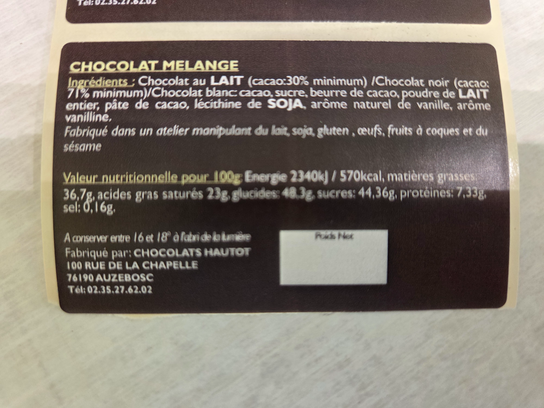 Tél: 02.35.27.62.02
CHOCOLAT MELANGE
Ingrédients : Chocolat au LAIT (cacao:30% minimum) /Chocolat noir (cacao:
71% minimum)/Chocolat blanc: cacao, sucre, beurre de cacao, poudre de LAIT
entier, pâte de cacao, lécithine de SOJA, arôme naturel de vanille, arôme
vanilline.
Fabriqué dans un atelier manipulant du lait, soja, gluten , œufs, fruits à coques et du
sésame
Valeur nutritionnelle pour 100g: Energie 2340kJ / 570kcal, matières grasses:
36,7g, acides gras saturés 23g, glucides: 48,3g, sucres: 44,36g, protéines: 7,33g,
sel: 0,16g.
A conserver entre 16 et 18° à l'abri de la lumière
Poids Net
Fabriqué par: CHOCOLATS HAUTOT
100 RUE DE LA CHAPELLE
76190 AUZEBOSC
Tél: 02.35.27.62.02